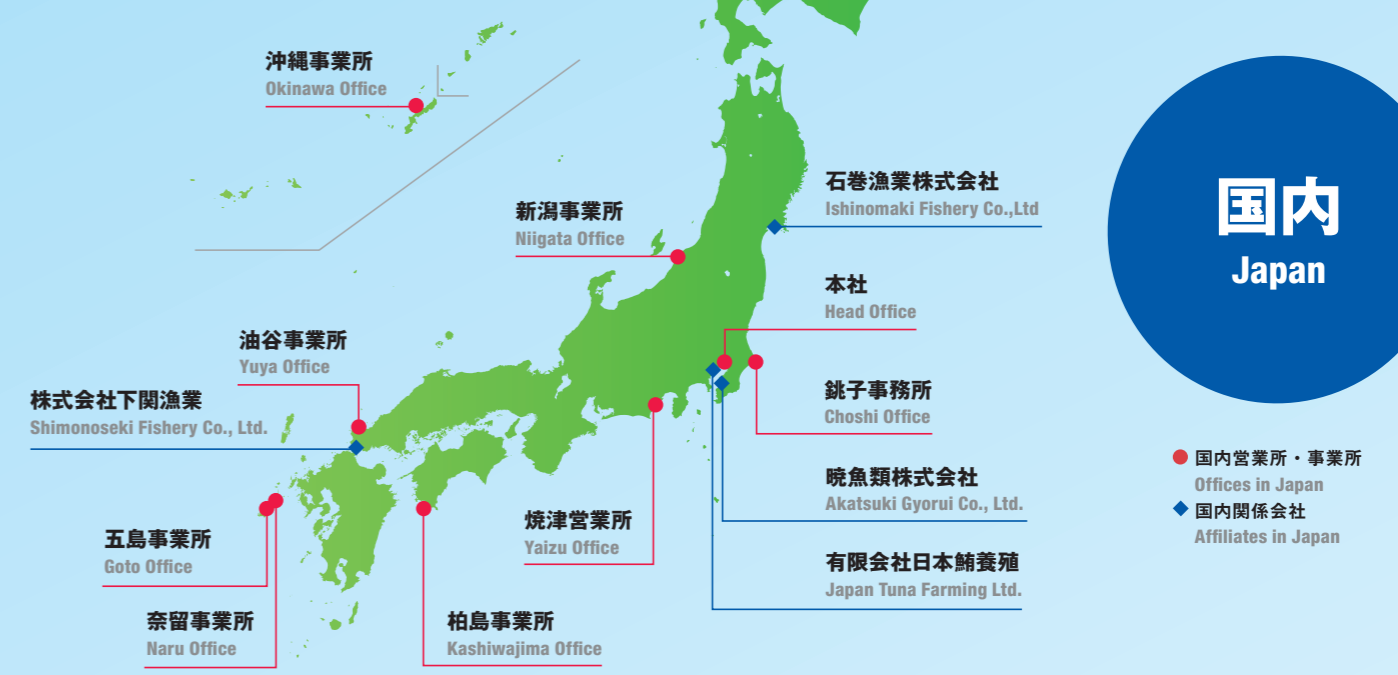 沖縄事業所
Okinawa Office
新潟事業所
Niigata Office
石巻漁業株式会社
Ishinomaki Fishery Co.,Ltd
本社
Head Office
国内
Japan
油谷事業所
Yuya Office
株式会社下関漁業
Shimonoseki Fishery Co., Ltd.
銚子事務所
Choshi Office
暁魚類株式会社
Akatsuki Gyorui Co., Ltd.
国内営業所・事業所
Offices in Japan
国内関係会社
Affiliates in Japan
五島事業所
Goto Office
焼津営業所
Yaizu Office
有限会社日本鮪養殖
Japan Tuna Farming Ltd.
奈留事業所
Naru Office
柏島事業所
Kashiwajima Office